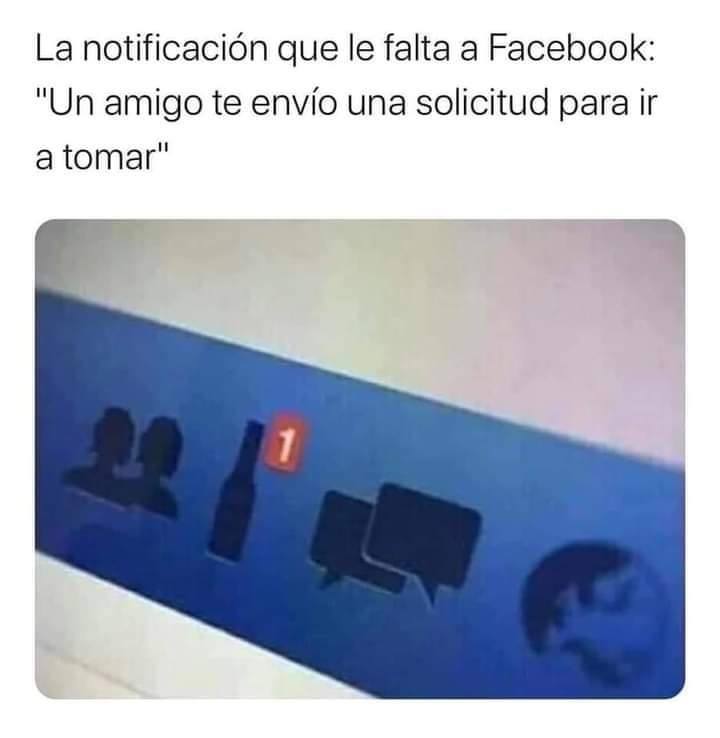 La notificación que le falta a Facebook:
"Un amigo te envío una solicitud para ir
a tomar"
1